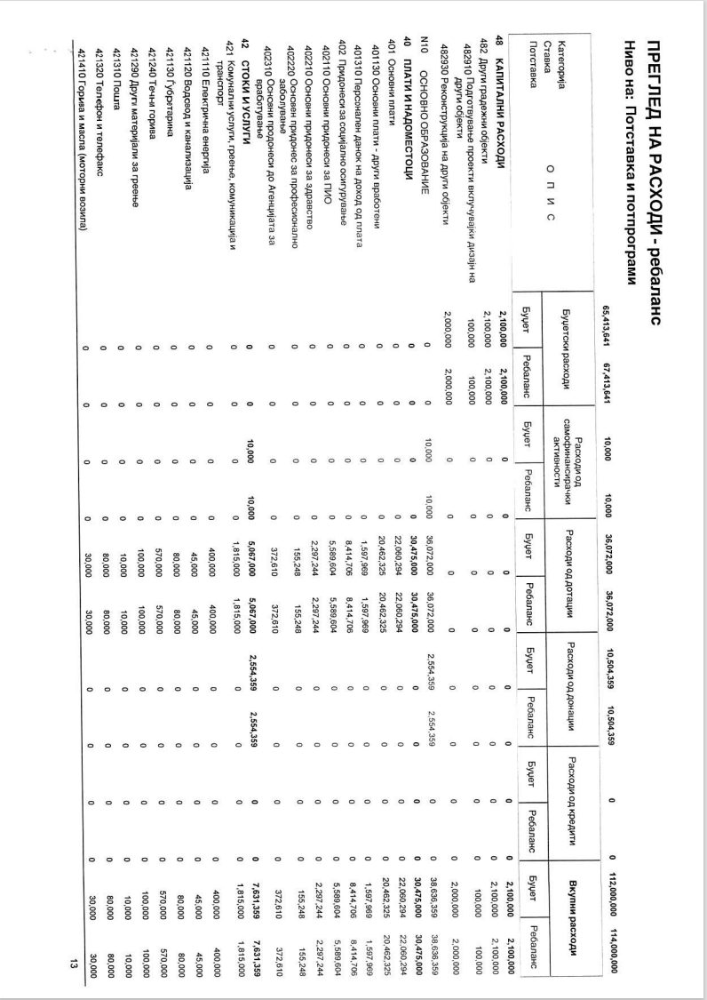 ПРЕГЛЕД НА РАСХОДИ - ребаланс
Ниво на: Потставка и потпрограми
65,413,641 67,413,641 10,000 10,000 36,072,000 36,072,000 10,504,359 10,504,359 0 0 112,000,000 114,000,000
Категорија
Ставка
Потставка
О П И С
Буџетски расходи
Расходи од самофинансирачки активности
Расходи од дотации
Расходи од донации
Расходи од кредити
Вкупни расходи
Буџет Ребаланс Буџет Ребаланс Буџет Ребаланс Буџет Ребаланс Буџет Ребаланс Буџет Ребаланс
48 КАПИТАЛНИ РАСХОДИ 2,100,000 2,100,000 0 0 0 0 0 0 0 0 2,100,000 2,100,000
482 Други градежни објекти 2,100,000 2,100,000 0 0 0 0 0 0 0 0 2,100,000 2,100,000
482910 Подготвување проекти вклучувајќи дизајн на
други објекти 100,000 100,000 0 0 0 0 0 0 0 0 100,000 100,000
482930 Реконструкција на други објекти 2,000,000 2,000,000 0 0 0 0 0 0 0 0 2,000,000 2,000,000
N10 ОСНОВНО ОБРАЗОВАНИЕ 0 0 10,000 10,000 36,072,000 36,072,000 2,554,359 2,554,359 0 0 38,636,359 38,636,359
40 ПЛАТИ И НАДОМЕСТОЦИ 0 0 0 0 30,475,000 30,475,000 0 0 0 0 30,475,000 30,475,000
401 Основни плати 0 0 0 0 22,060,294 22,060,294 0 0 0 0 22,060,294 22,060,294
401130 Основни плати - други вработени 0 0 0 0 20,462,325 20,462,325 0 0 0 0 20,462,325 20,462,325
401310 Персонален данок на доход од плата 0 0 0 0 1,597,969 1,597,969 0 0 0 0 1,597,969 1,597,969
402 Придонеси за социјално осигурување 0 0 0 0 8,414,706 8,414,706 0 0 0 0 8,414,706 8,414,706
402110 Основни придонеси за ПИО 0 0 0 0 5,589,604 5,589,604 0 0 0 0 5,589,604 5,589,604
402210 Основни придонеси за здравство 0 0 0 0 2,297,244 2,297,244 0 0 0 0 2,297,244 2,297,244
402220 Основен придонес за професионално
заболување 0 0 0 0 155,248 155,248 0 0 0 0 155,248 155,248
402310 Основни продонеси до Агенцијата за
вработување 0 0 0 0 372,610 372,610 0 0 0 0 372,610 372,610
42 СТОКИ И УСЛУГИ 0 0 10,000 10,000 5,067,000 5,067,000 2,554,359 2,554,359 0 0 7,631,359 7,631,359
421 Комунални услуги, греење, комуникација и
транспорт 0 0 0 0 1,815,000 1,815,000 0 0 0 0 1,815,000 1,815,000
421110 Електрична енергија 0 0 0 0 400,000 400,000 0 0 0 0 400,000 400,000
421120 Водовод и канализација 0 0 0 0 45,000 45,000 0 0 0 0 45,000 45,000
421130 Ѓубретарина 0 0 0 0 80,000 80,000 0 0 0 0 80,000 80,000
421240 Течни горива 0 0 0 0 570,000 570,000 0 0 0 0 570,000 570,000
421290 Други материјали за греење 0 0 0 0 100,000 100,000 0 0 0 0 100,000 100,000
421310 Пошта 0 0 0 0 10,000 10,000 0 0 0 0 10,000 10,000
421320 Телефон и телефакс 0 0 0 0 80,000 80,000 0 0 0 0 80,000 80,000
421410 Горива и масла (моторни возила) 0 0 0 0 30,000 30,000 0 0 0 0 30,000 30,000
13